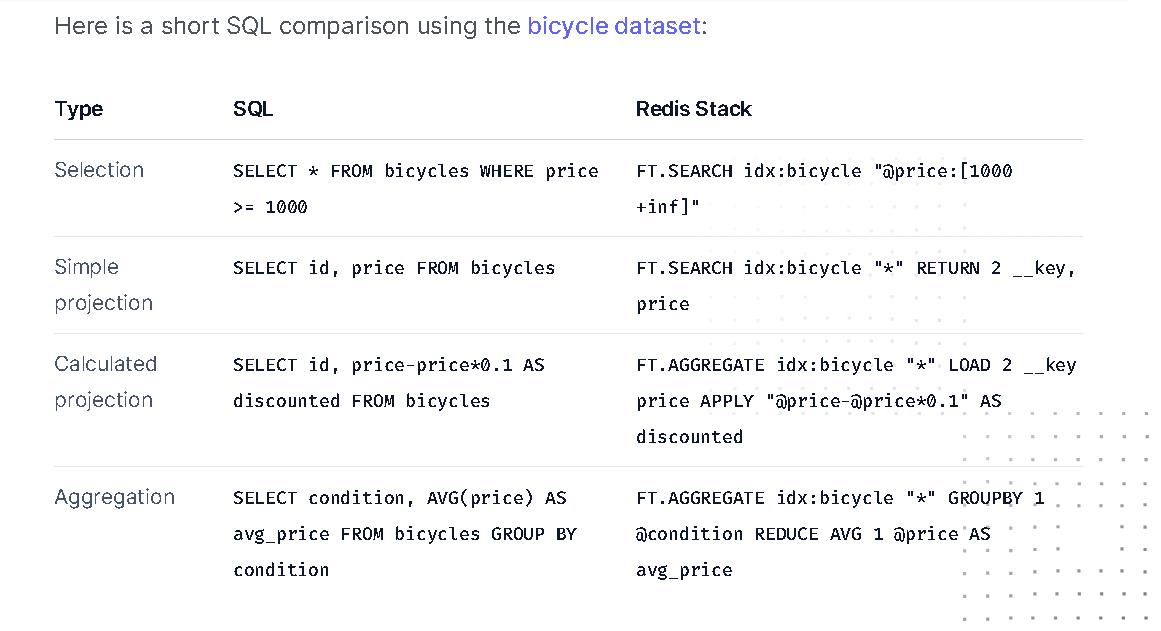 Here is a short SQL comparison using the bicycle dataset:
Type SQL Redis Stack
Selection SELECT * FROM bicycles WHERE price FT.SEARCH idx:bicycle "@price:[1000
>= 1000 +inf]"
Simple SELECT id, price FROM bicycles FT.SEARCH idx:bicycle "*" RETURN 2 __key,
projection price
Calculated SELECT id, price-price*0.1 AS FT.AGGREGATE idx:bicycle "*" LOAD 2 __key
projection discounted FROM bicycles price APPLY "@price-@price*0.1" AS
discounted
Aggregation SELECT condition, AVG(price) AS FT.AGGREGATE idx:bicycle "*" GROUPBY 1
avg_price FROM bicycles GROUP BY @condition REDUCE AVG 1 @price AS
condition avg_price